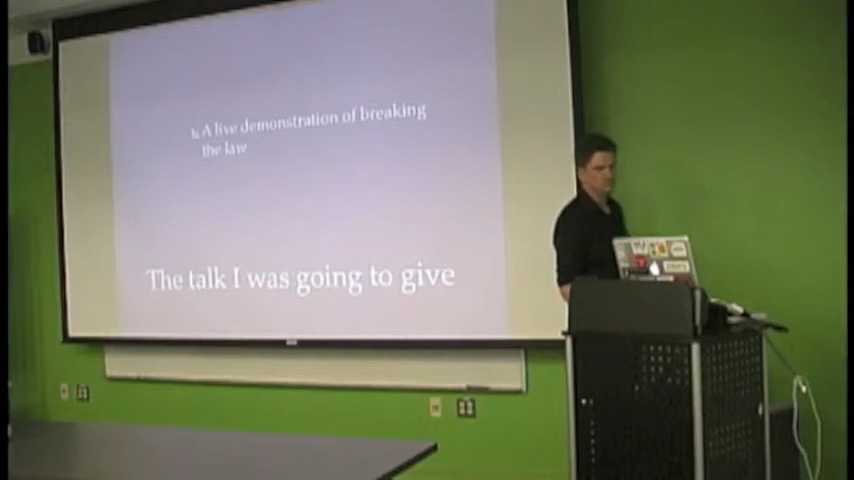 A live demonstration of breaking
the law
The talk I was going to give